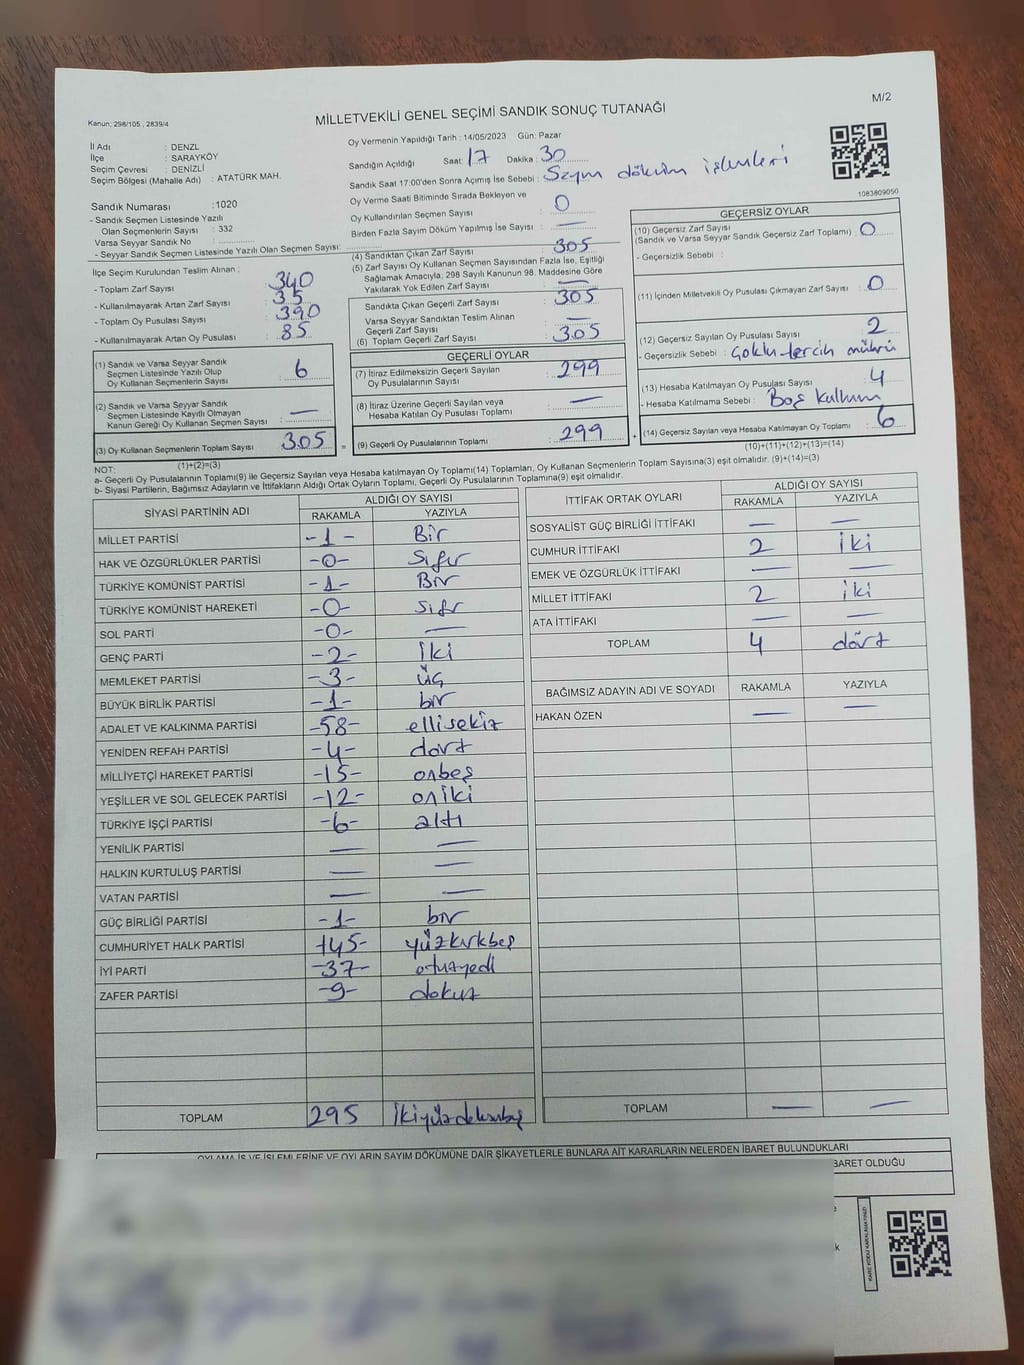 M/2
Kanun: 298/105 , 2839/4
MİLLETVEKİLİ GENEL SEÇİMİ SANDIK SONUÇ TUTANAĞI
İl Adı : DENZL
İlçe : SARAYKÖY
Seçim Çevresi : DENİZLİ
Seçim Bölgesi (Mahalle Adı) : ATATÜRK MAH.
Sandık Numarası : 1020
- Sandık Seçmen Listesinde Yazılı
Olan Seçmenlerin Sayısı : 332
Varsa Seyyar Sandık No :
- Seyyar Sandık Seçmen Listesinde Yazılı Olan Seçmen Sayısı:
Oy Vermenin Yapıldığı Tarih : 14/05/2023 Gün: Pazar
Sandığın Açıldığı Saat: 17 Dakika : 30
Sandık Saat 17:00'den Sonra Açımış İse Sebebi : Sayım döküm işlemleri
Oy Verme Saati Bitiminde Sırada Bekleyen ve
Oy Kullandırılan Seçmen Sayısı : 0
Birden Fazla Sayım Döküm Yapılmış İse Sayısı : —
1083809050
İlçe Seçim Kurulundan Teslim Alınan :
- Toplam Zarf Sayısı : 340
- Kullanılmayarak Artan Zarf Sayısı : 35
- Toplam Oy Pusulası Sayısı : 390
- Kullanılmayarak Artan Oy Pusulası : 85
(1) Sandık ve Varsa Seyyar Sandık
Seçmen Listesinde Yazılı Olup
Oy Kullanan Seçmenlerin Sayısı : 6
(2) Sandık ve Varsa Seyyar Sandık
Seçmen Listesinde Kayıtlı Olmayan
Kanun Gereği Oy Kullanan Seçmen Sayısı : —
(3) Oy Kullanan Seçmenlerin Toplam Sayısı : 305
(1)+(2)=(3)
(4) Sandıktan Çıkan Zarf Sayısı : 305
(5) Zarf Sayısı Oy Kullanan Seçmen Sayısından Fazla İse, Eşitliği
Sağlamak Amacıyla, 298 Sayılı Kanunun 98. Maddesine Göre
Yakılarak Yok Edilen Zarf Sayısı : —
Sandıkta Çıkan Geçerli Zarf Sayısı : 305
Varsa Seyyar Sandıktan Teslim Alınan
Geçerli Zarf Sayısı : —
(6) Toplam Geçerli Zarf Sayısı : 305
GEÇERLİ OYLAR
(7) İtiraz Edilmeksizin Geçerli Sayılan
Oy Pusulalarının Sayısı : 299
(8) İtiraz Üzerine Geçerli Sayılan veya
Hesaba Katılan Oy Pusulası Toplamı : —
= (9) Geçerli Oy Pusulalarının Toplamı : 299 +
GEÇERSİZ OYLAR
(10) Geçersiz Zarf Sayısı
(Sandık ve Varsa Seyyar Sandık Geçersiz Zarf Toplamı) : 0
- Geçersizlik Sebebi :
(11) İçinden Milletvekili Oy Pusulası Çıkmayan Zarf Sayısı : 0
(12) Geçersiz Sayılan Oy Pusulası Sayısı : 2
- Geçersizlik Sebebi : Çoklu tercih mührü
(13) Hesaba Katılmayan Oy Pusulası Sayısı : 4
- Hesaba Katılmama Sebebi : Boş kullanım
(14) Geçersiz Sayılan veya Hesaba Katılmayan Oy Toplamı : 6
(10)+(11)+(12)+(13)=(14)
NOT:
a- Geçerli Oy Pusulalarının Toplamı(9) ile Geçersiz Sayılan veya Hesaba katılmayan Oy Toplamı(14) Toplamları, Oy Kullanan Seçmenlerin Toplam Sayısına(3) eşit olmalıdır. (9)+(14)=(3)
b- Siyasi Partilerin, Bağımsız Adayların ve İttifakların Aldığı Ortak Oyların Toplamı, Geçerli Oy Pusulalarının Toplamına(9) eşit olmalıdır.
SİYASİ PARTİNİN ADI ALDIĞI OY SAYISI
RAKAMLA YAZIYLA
MİLLET PARTİSİ -1- Bir
HAK VE ÖZGÜRLÜKLER PARTİSİ -0- Sıfır
TÜRKİYE KOMÜNİST PARTİSİ -1- Bir
TÜRKİYE KOMÜNİST HAREKETİ -0- sıfır
SOL PARTİ -0- —
GENÇ PARTİ -2- iki
MEMLEKET PARTİSİ -3- üç
BÜYÜK BİRLİK PARTİSİ -1- bir
ADALET VE KALKINMA PARTİSİ -58- ellisekiz
YENİDEN REFAH PARTİSİ -4- dört
MİLLİYETÇİ HAREKET PARTİSİ -15- onbeş
YEŞİLLER VE SOL GELECEK PARTİSİ -12- oniki
TÜRKİYE İŞÇİ PARTİSİ -6- altı
YENİLİK PARTİSİ — —
HALKIN KURTULUŞ PARTİSİ — —
VATAN PARTİSİ — —
GÜÇ BİRLİĞİ PARTİSİ -1- bir
CUMHURİYET HALK PARTİSİ 145- yüzkırkbeş
İYİ PARTİ -37- otuzyedi
ZAFER PARTİSİ -9- dokuz
TOPLAM 295 ikiyüzdoksanbeş
İTTİFAK ORTAK OYLARI ALDIĞI OY SAYISI
RAKAMLA YAZIYLA
SOSYALİST GÜÇ BİRLİĞİ İTTİFAKI — —
CUMHUR İTTİFAKI 2 iki
EMEK VE ÖZGÜRLÜK İTTİFAKI — —
MİLLET İTTİFAKI 2 iki
ATA İTTİFAKI — —
TOPLAM 4 dört
BAĞIMSIZ ADAYIN ADI VE SOYADI RAKAMLA YAZIYLA
HAKAN ÖZEN — —
TOPLAM — —
OYLAMA İŞ VE İŞLEMLERİNE VE OYLARIN SAYIM DÖKÜMÜNE DAİR ŞİKAYETLERLE BUNLARA AİT KARARLARIN NELERDEN İBARET BULUNDUKLARI
BARET OLDUĞU
KARE KODU KARALAMAYINIZ!